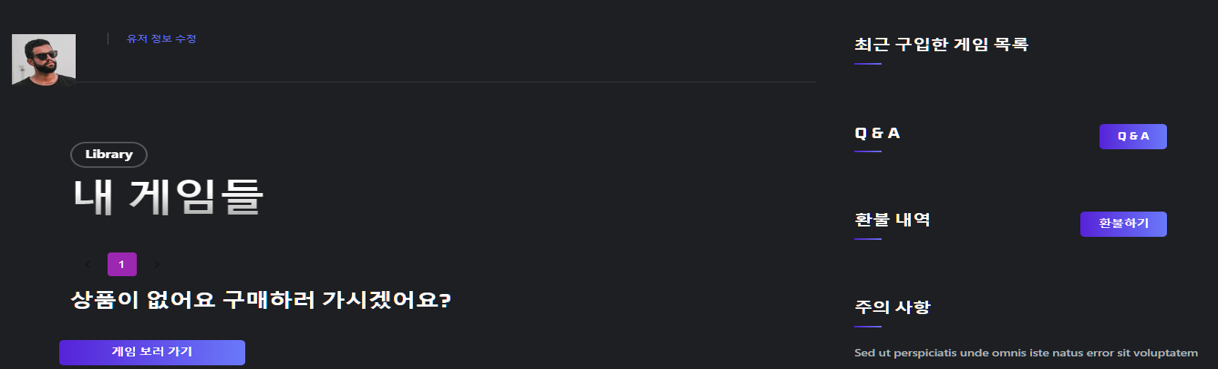 유저 정보 수정
Library
내 게임들
1
상품이 없어요 구매하러 가시겠어요?
게임 보러 가기
최근 구입한 게임 목록
Q & A
Q & A
환불 내역
환불하기
주의 사항
Sed ut perspiciatis unde omnis iste natus error sit voluptatem